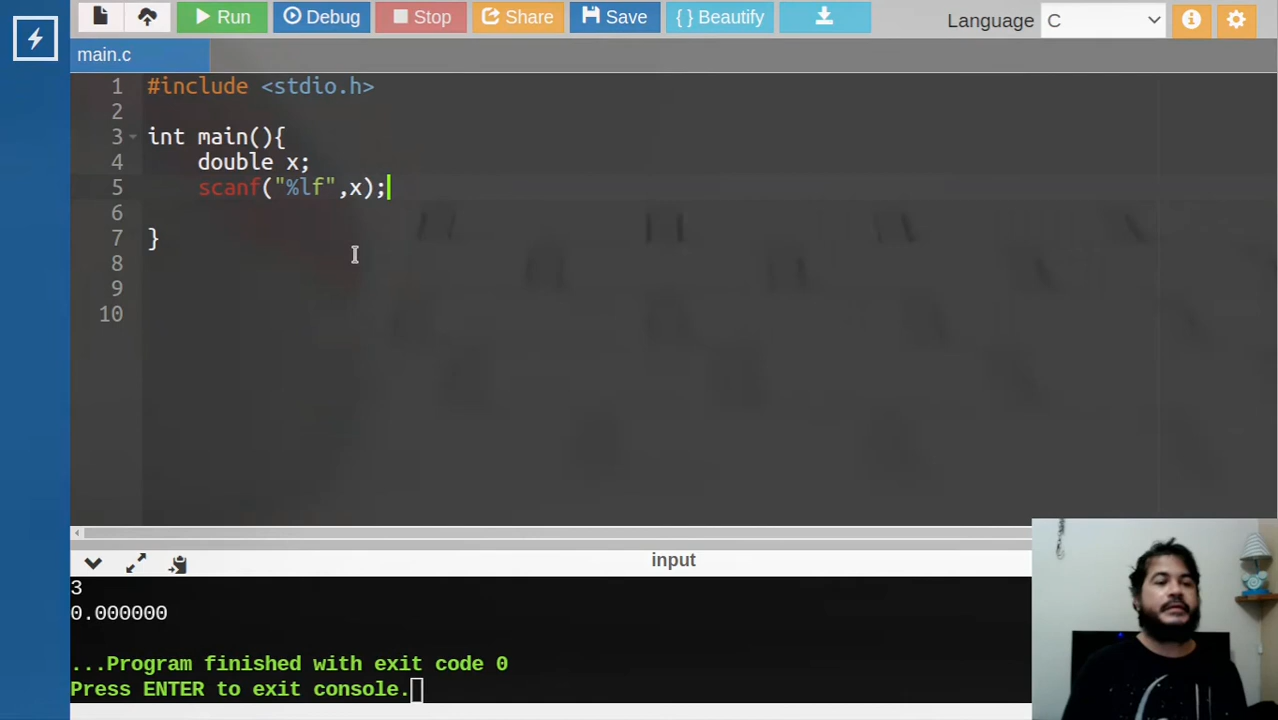 Run Debug Stop Share Save { } Beautify Language C
main.c
1 #include <stdio.h>
2
3 int main(){
4 double x;
5 scanf("%lf",x);
6
7 }
8
9
10
input
3
0.000000
...Program finished with exit code 0
Press ENTER to exit console.